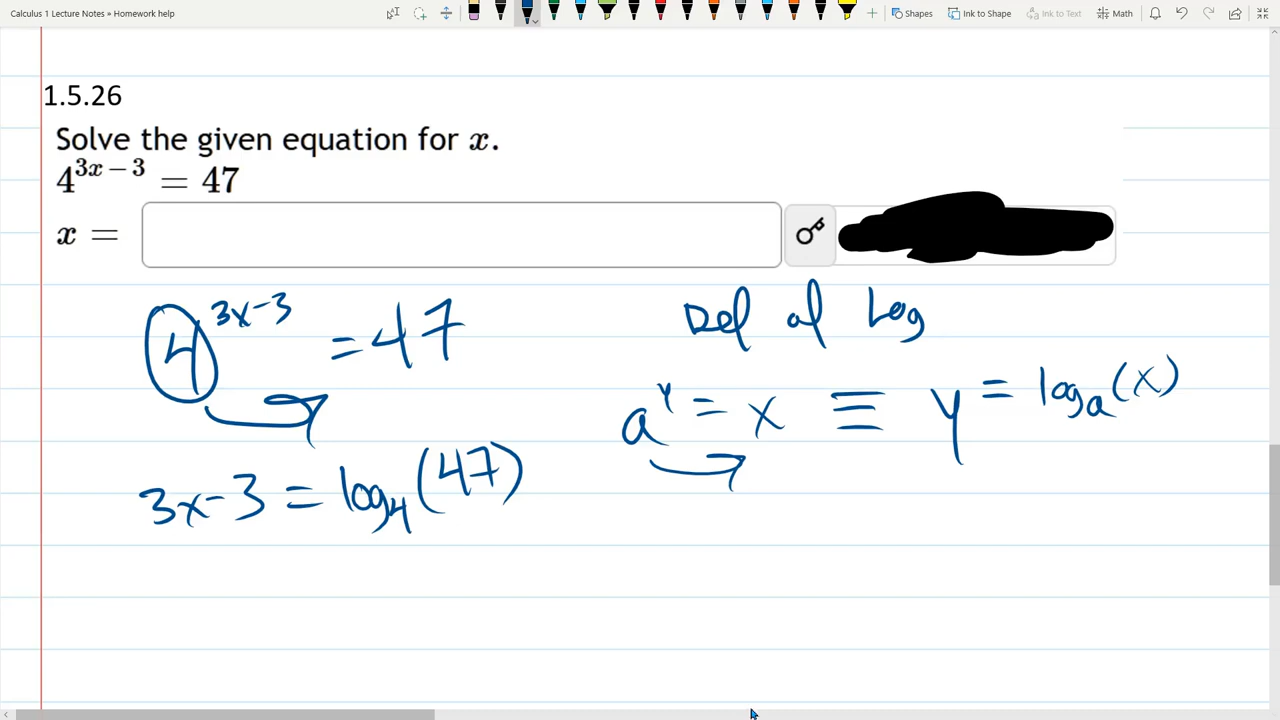 Calculus 1 Lecture Notes » Homework help
Shapes Ink to Shape Ink to Text Math
1.5.26
Solve the given equation for x.
4^{3x-3} = 47
x =
4^{3x-3} = 47
Def of Log
a^y = x ≡ y = log_a(x)
3x-3 = log_4(47)